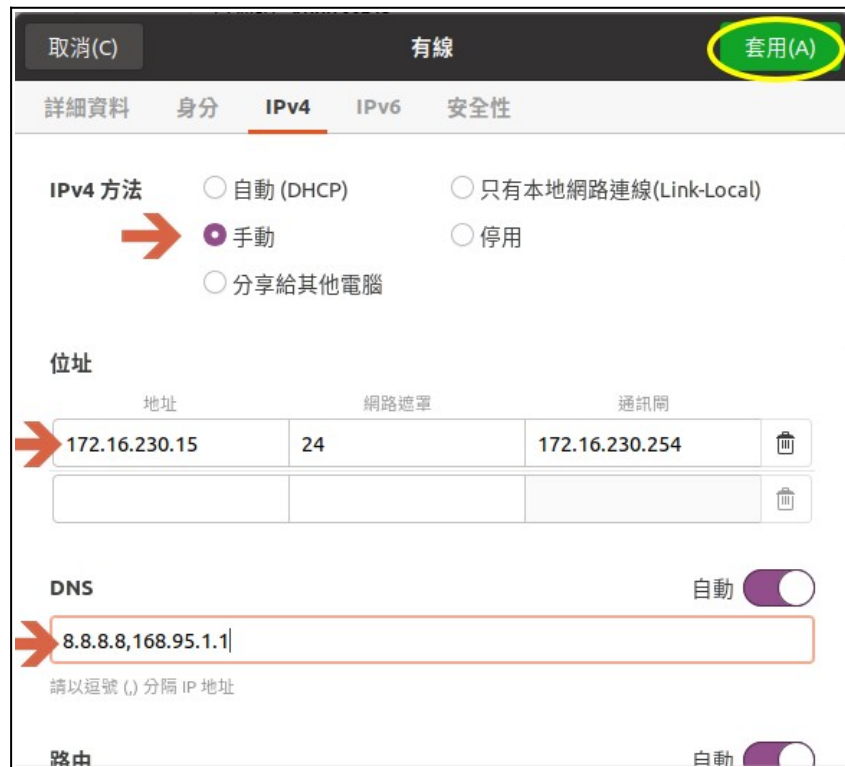 取消(C) 有線 套用(A)
詳細資料 身分 IPv4 IPv6 安全性
IPv4 方法 自動 (DHCP) 只有本地網路連線(Link-Local)
手動 停用
分享給其他電腦
位址
地址 網路遮罩 通訊閘
172.16.230.15 24 172.16.230.254
DNS 自動
8.8.8.8,168.95.1.1
請以逗號 (,) 分隔 IP 地址
路由 自動